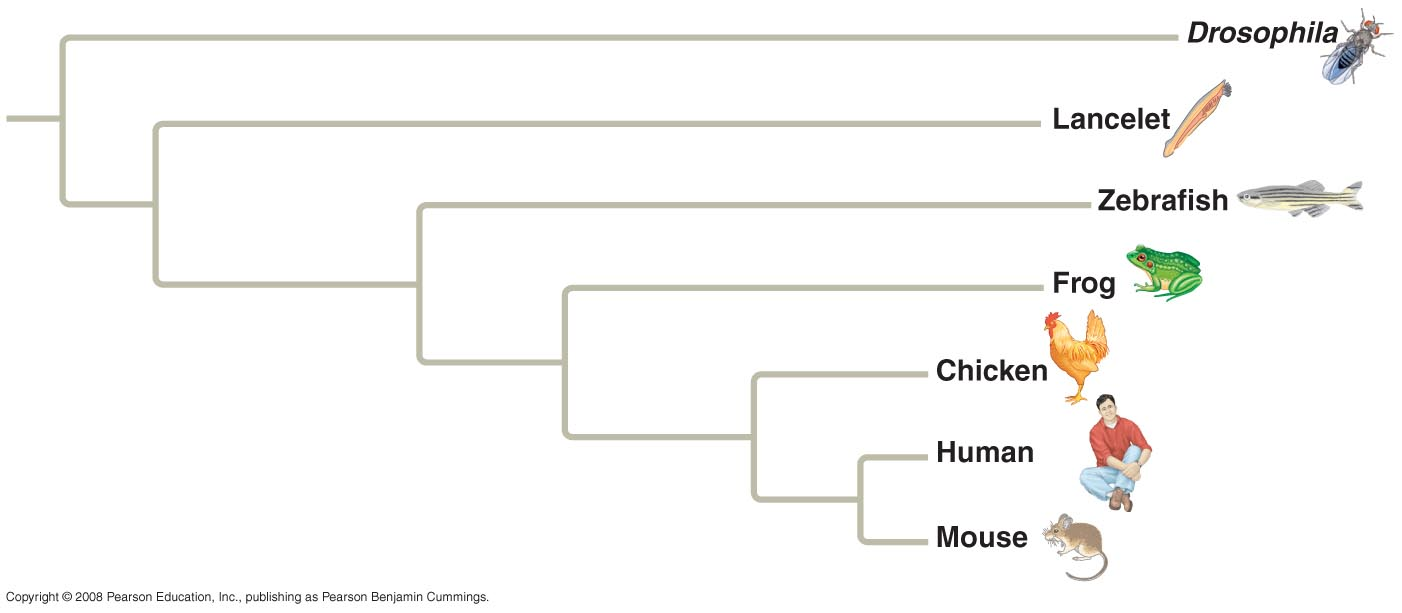 Drosophila
Lancelet
Zebrafish
Frog
Chicken
Human
Mouse
Copyright © 2008 Pearson Education, Inc., publishing as Pearson Benjamin Cummings.